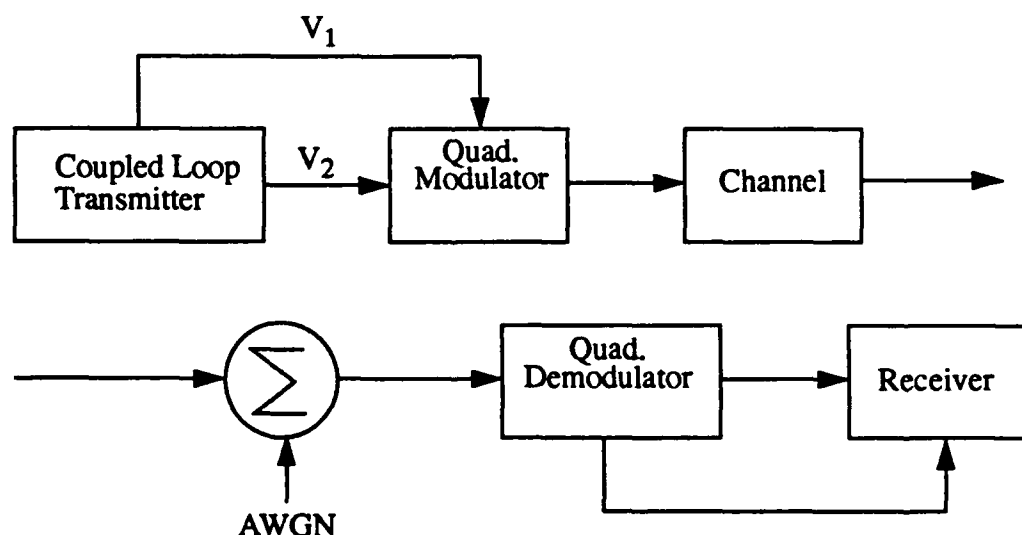 V1
Coupled Loop
Transmitter
V2
Quad.
Modulator
Channel
Σ
AWGN
Quad.
Demodulator
Receiver